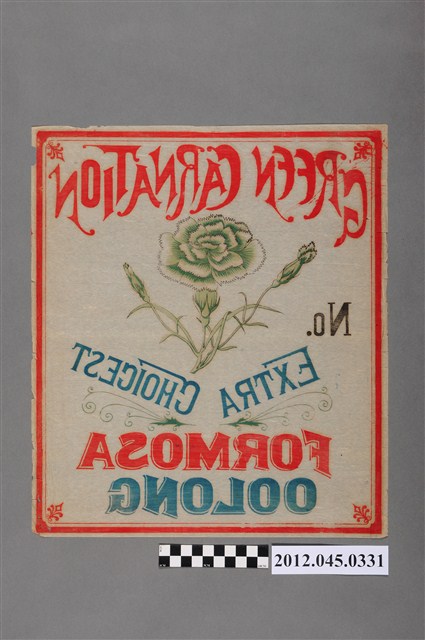 GREEN CARNATION
No.
EXTRA CHOICEST
FORMOSA
OOLONG
2012.045.0331